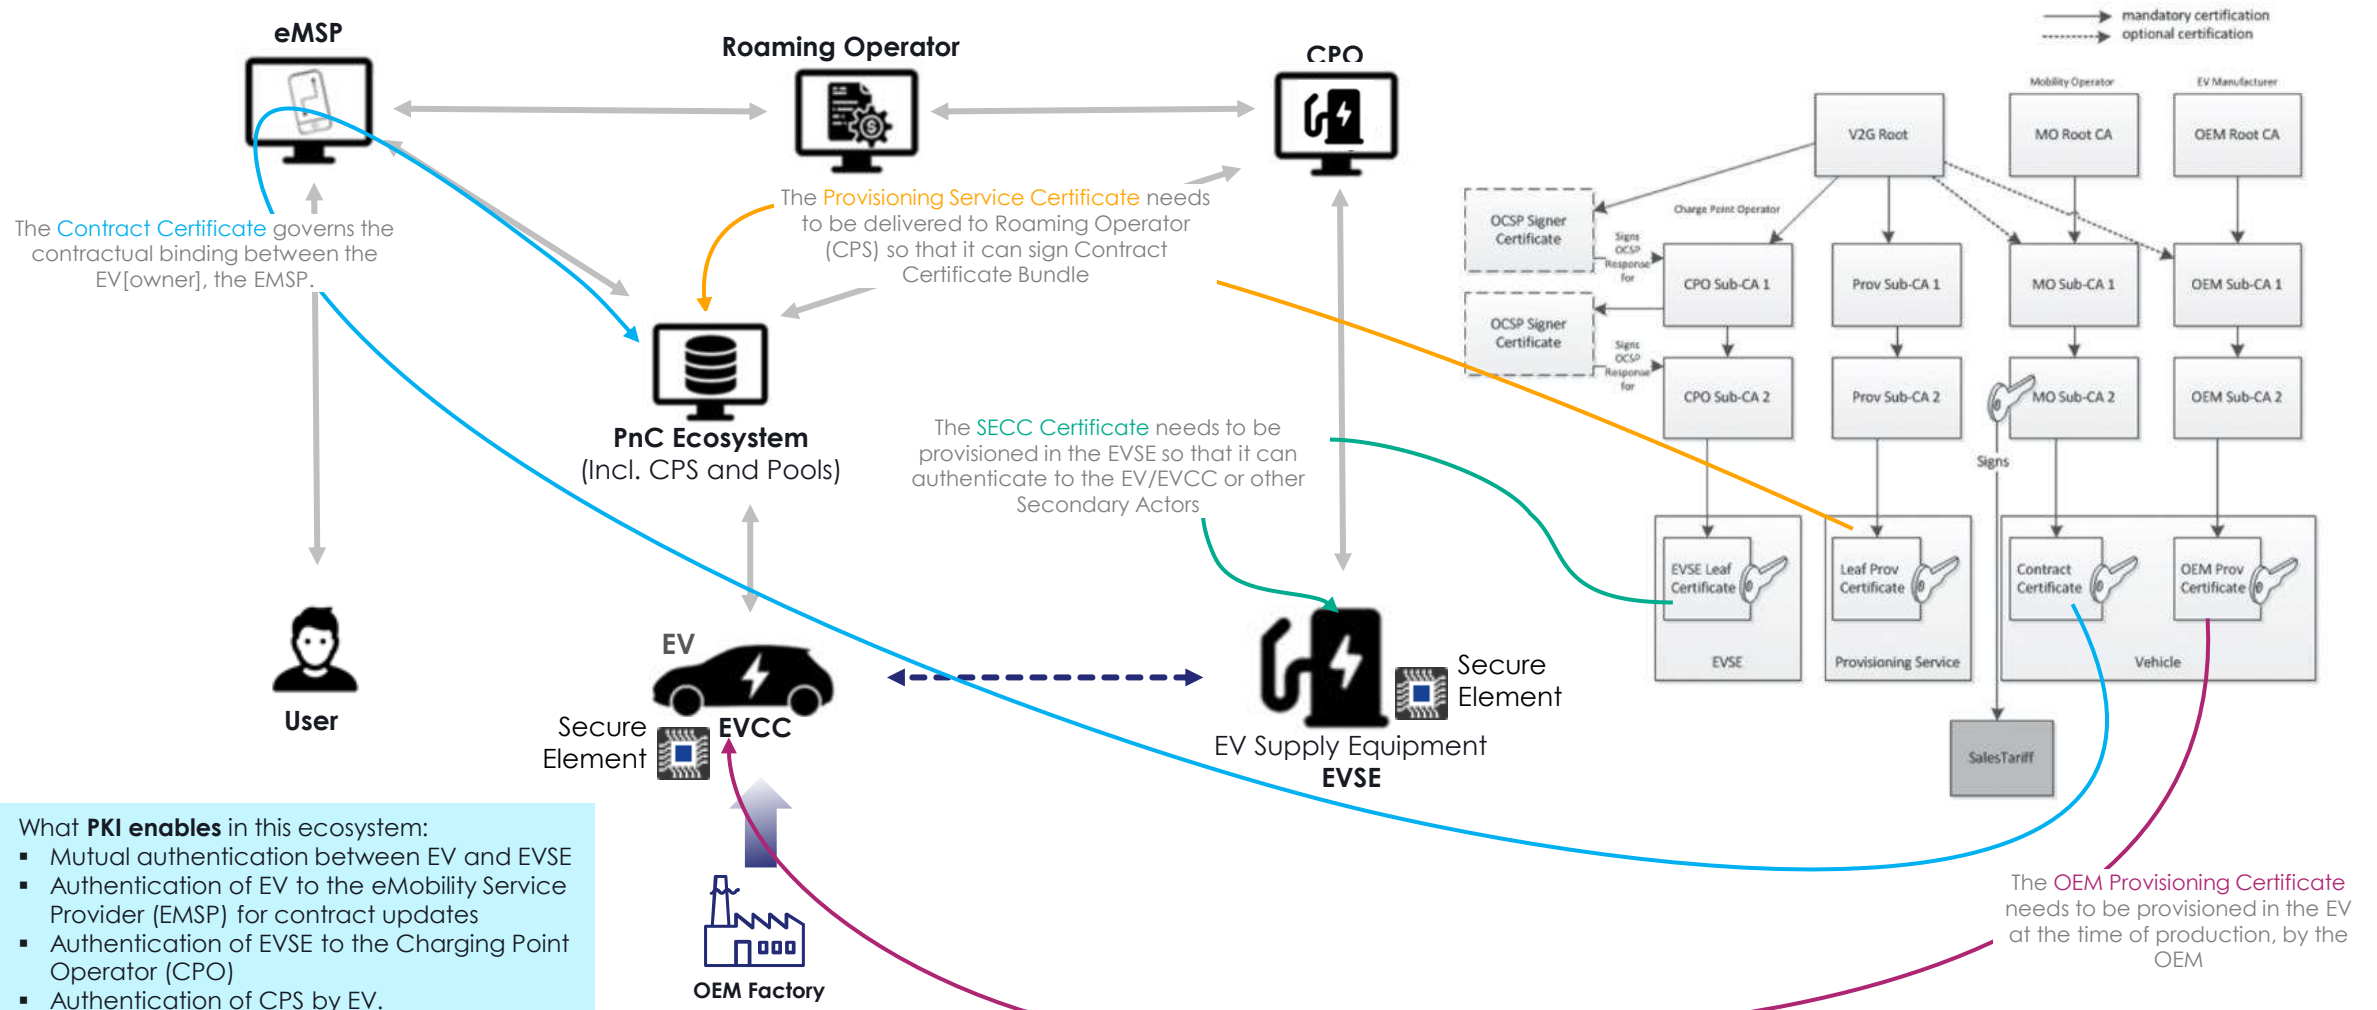 eMSP
Roaming Operator
CPO
The Contract Certificate governs the
contractual binding between the
EV[owner], the EMSP.
The Provisioning Service Certificate needs
to be delivered to Roaming Operator
(CPS) so that it can sign Contract
Certificate Bundle
PnC Ecosystem
(Incl. CPS and Pools)
The SECC Certificate needs to be
provisioned in the EVSE so that it can
authenticate to the EV/EVCC or other
Secondary Actors
User
EV
EVCC
Secure
Element
Secure
Element
EV Supply Equipment
EVSE
OEM Factory
What PKI enables in this ecosystem:
▪ Mutual authentication between EV and EVSE
▪ Authentication of EV to the eMobility Service
Provider (EMSP) for contract updates
▪ Authentication of EVSE to the Charging Point
Operator (CPO)
▪ Authentication of CPS by EV.
mandatory certification
optional certification
Mobility Operator
EV Manufacturer
V2G Root
MO Root CA
OEM Root CA
Charge Point Operator
OCSP Signer
Certificate
Signs
OCSP
Response
for
CPO Sub-CA 1
Prov Sub-CA 1
MO Sub-CA 1
OEM Sub-CA 1
OCSP Signer
Certificate
Signs
OCSP
Response
for
CPO Sub-CA 2
Prov Sub-CA 2
MO Sub-CA 2
OEM Sub-CA 2
Signs
EVSE Leaf
Certificate
Leaf Prov
Certificate
Contract
Certificate
OEM Prov
Certificate
EVSE
Provisioning Service
Vehicle
SalesTariff
The OEM Provisioning Certificate
needs to be provisioned in the EV
at the time of production, by the
OEM